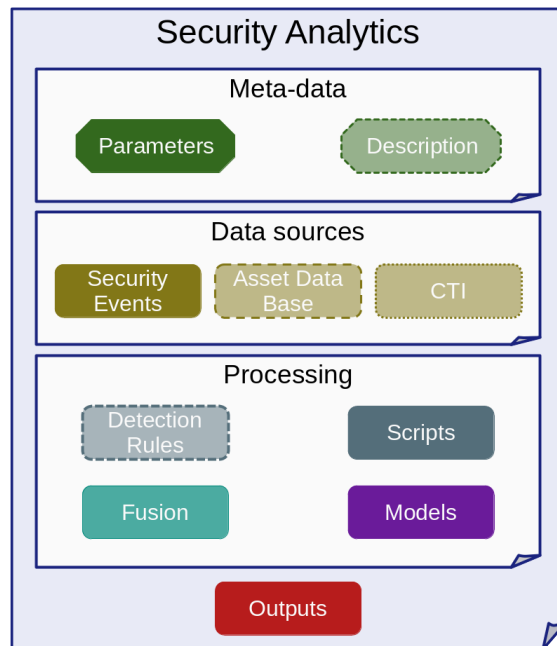 Security Analytics
Meta-data
Parameters
Description
Data sources
Security
Events
Asset Data
Base
CTI
Processing
Detection
Rules
Scripts
Fusion
Models
Outputs